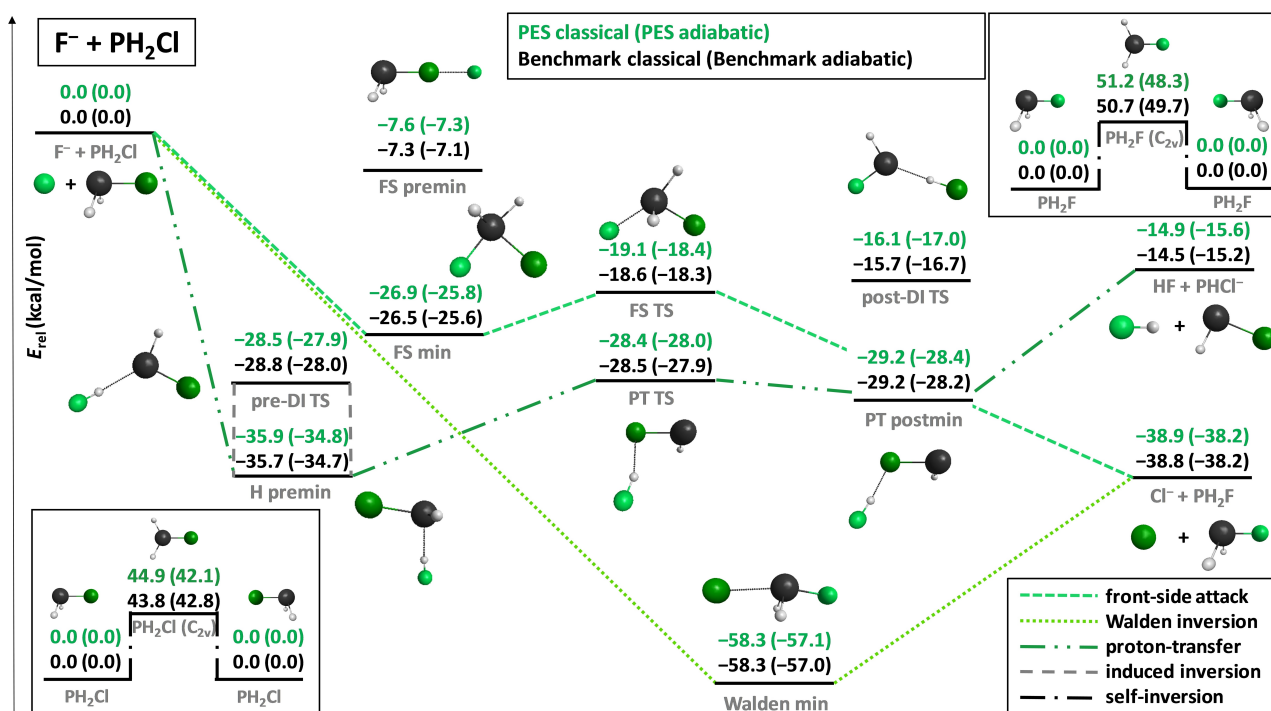 F⁻ + PH₂Cl
PES classical (PES adiabatic)
Benchmark classical (Benchmark adiabatic)
E_rel (kcal/mol)
0.0 (0.0)
0.0 (0.0)
F⁻ + PH₂Cl
+
−7.6 (−7.3)
−7.3 (−7.1)
FS premin
51.2 (48.3)
50.7 (49.7)
PH₂F (C₂ᵥ)
0.0 (0.0)
0.0 (0.0)
PH₂F
0.0 (0.0)
0.0 (0.0)
PH₂F
−26.9 (−25.8)
−26.5 (−25.6)
FS min
−19.1 (−18.4)
−18.6 (−18.3)
FS TS
−16.1 (−17.0)
−15.7 (−16.7)
post-DI TS
−14.9 (−15.6)
−14.5 (−15.2)
HF + PHCl⁻
+
−28.5 (−27.9)
−28.8 (−28.0)
pre-DI TS
−35.9 (−34.8)
−35.7 (−34.7)
H premin
−28.4 (−28.0)
−28.5 (−27.9)
PT TS
−29.2 (−28.4)
−29.2 (−28.2)
PT postmin
−38.9 (−38.2)
−38.8 (−38.2)
Cl⁻ + PH₂F
+
44.9 (42.1)
43.8 (42.8)
PH₂Cl (C₂ᵥ)
0.0 (0.0)
0.0 (0.0)
PH₂Cl
0.0 (0.0)
0.0 (0.0)
PH₂Cl
−58.3 (−57.1)
−58.3 (−57.0)
Walden min
front-side attack
Walden inversion
proton-transfer
induced inversion
self-inversion